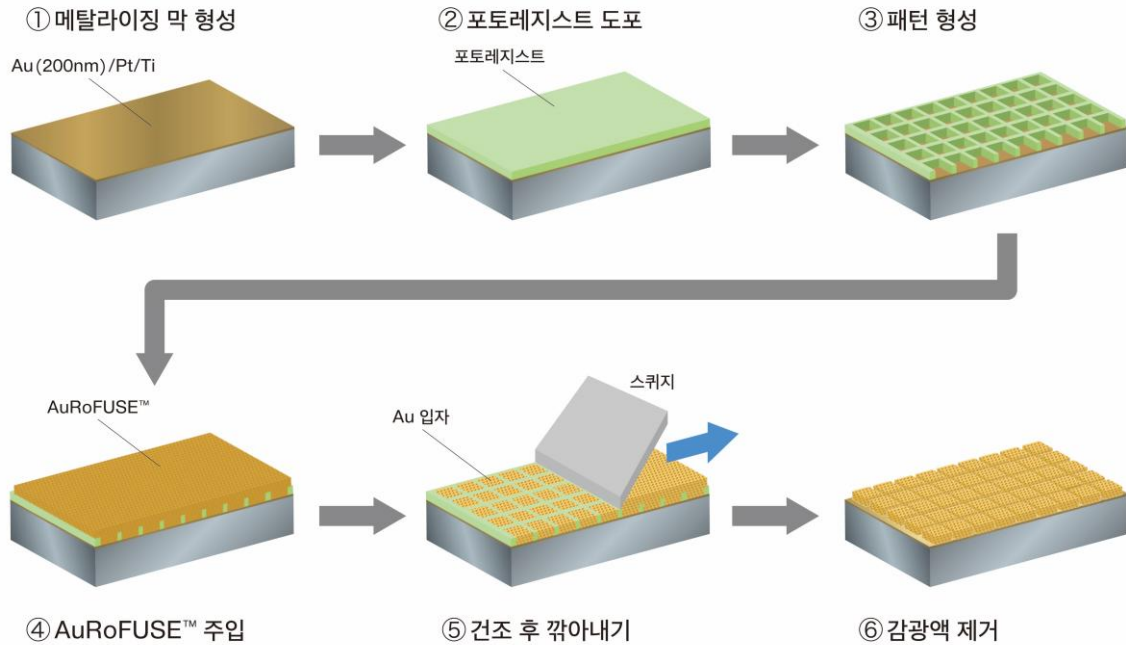 ① 메탈라이징 막 형성
② 포토레지스트 도포
③ 패턴 형성
Au(200nm)/Pt/Ti
포토레지스트
AuRoFUSE™
Au 입자
스퀴지
④ AuRoFUSE™ 주입
⑤ 건조 후 깎아내기
⑥ 감광액 제거